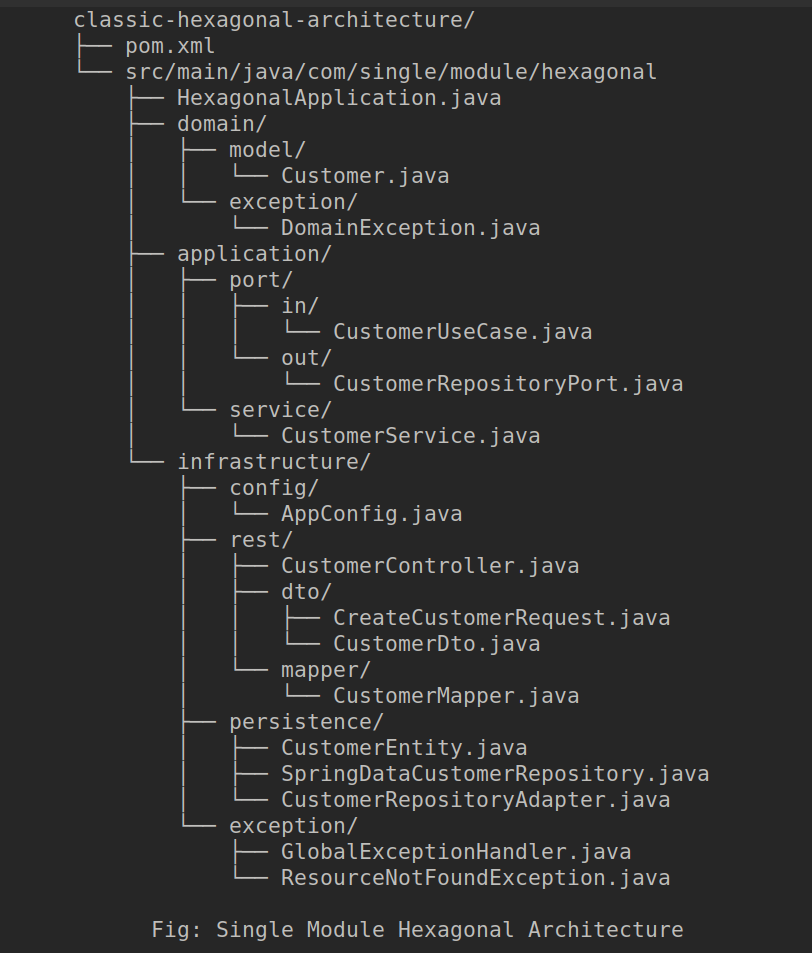 classic-hexagonal-architecture/
├── pom.xml
└── src/main/java/com/single/module/hexagonal
    ├── HexagonalApplication.java
    ├── domain/
    │   ├── model/
    │   │   └── Customer.java
    │   └── exception/
    │       └── DomainException.java
    ├── application/
    │   ├── port/
    │   │   ├── in/
    │   │   │   └── CustomerUseCase.java
    │   │   └── out/
    │   │       └── CustomerRepositoryPort.java
    │   └── service/
    │       └── CustomerService.java
    └── infrastructure/
        ├── config/
        │   └── AppConfig.java
        ├── rest/
        │   ├── CustomerController.java
        │   ├── dto/
        │   │   ├── CreateCustomerRequest.java
        │   │   └── CustomerDto.java
        │   └── mapper/
        │       └── CustomerMapper.java
        ├── persistence/
        │   ├── CustomerEntity.java
        │   ├── SpringDataCustomerRepository.java
        │   └── CustomerRepositoryAdapter.java
        └── exception/
            ├── GlobalExceptionHandler.java
            └── ResourceNotFoundException.java
Fig: Single Module Hexagonal Architecture